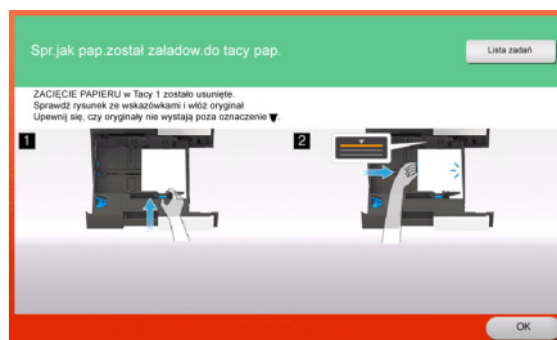 Spr.jak pap.został załadow.do tacy pap.
Lista zadań
ZACIĘCIE PAPIERU w Tacy 1 zostało usunięte.
Sprawdź rysunek ze wskazówkami i włóż oryginał
Upewnij się, czy oryginały nie wystają poza oznaczenie ▼.
1
2
OK